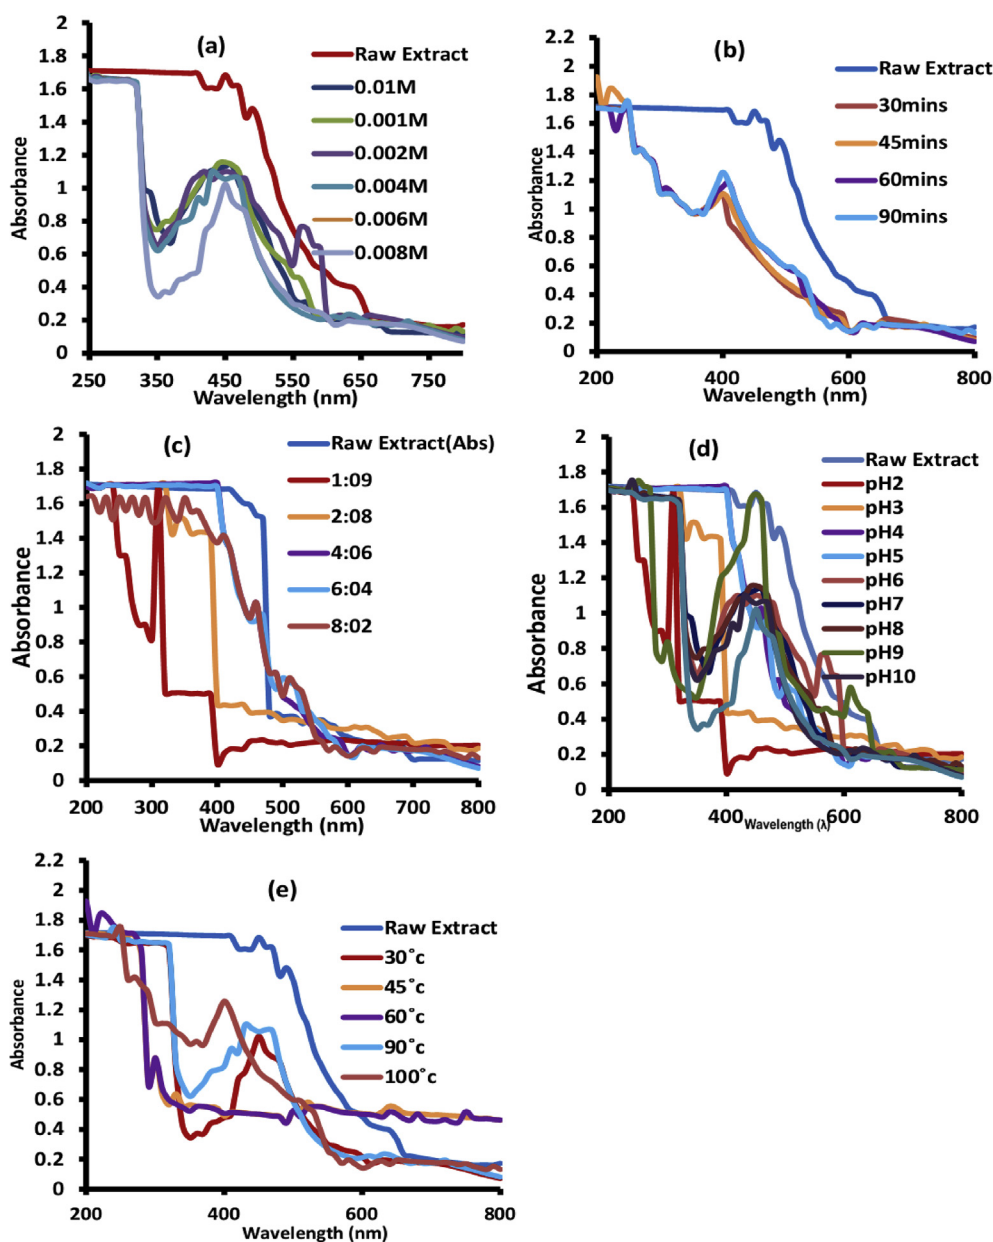 (a)
2
1.8
1.6
1.4
1.2
1
0.8
0.6
0.4
0.2
0
Absorbance
250 350 450 550 650 750
Wavelength (nm)
Raw Extract
0.01M
0.001M
0.002M
0.004M
0.006M
0.008M
(b)
2.2
2
1.8
1.6
1.4
1.2
1
0.8
0.6
0.4
0.2
0
Absorbance
200 400 600 800
Wavelength (nm)
Raw Extract
30mins
45mins
60mins
90mins
(c)
2
1.8
1.6
1.4
1.2
1
0.8
0.6
0.4
0.2
0
Absorbance
200 300 400 500 600 700 800
Wavelength (nm)
Raw Extract(Abs)
1:09
2:08
4:06
6:04
8:02
(d)
2
1.8
1.6
1.4
1.2
1
0.8
0.6
0.4
0.2
0
Absorbance
200 400 600 800
Wavelength (λ)
Raw Extract
pH2
pH3
pH4
pH5
pH6
pH7
pH8
pH9
pH10
(e)
2.2
2
1.8
1.6
1.4
1.2
1
0.8
0.6
0.4
0.2
0
Absorbance
200 400 600 800
Wavelength (nm)
Raw Extract
30˚c
45˚c
60˚c
90˚c
100˚c